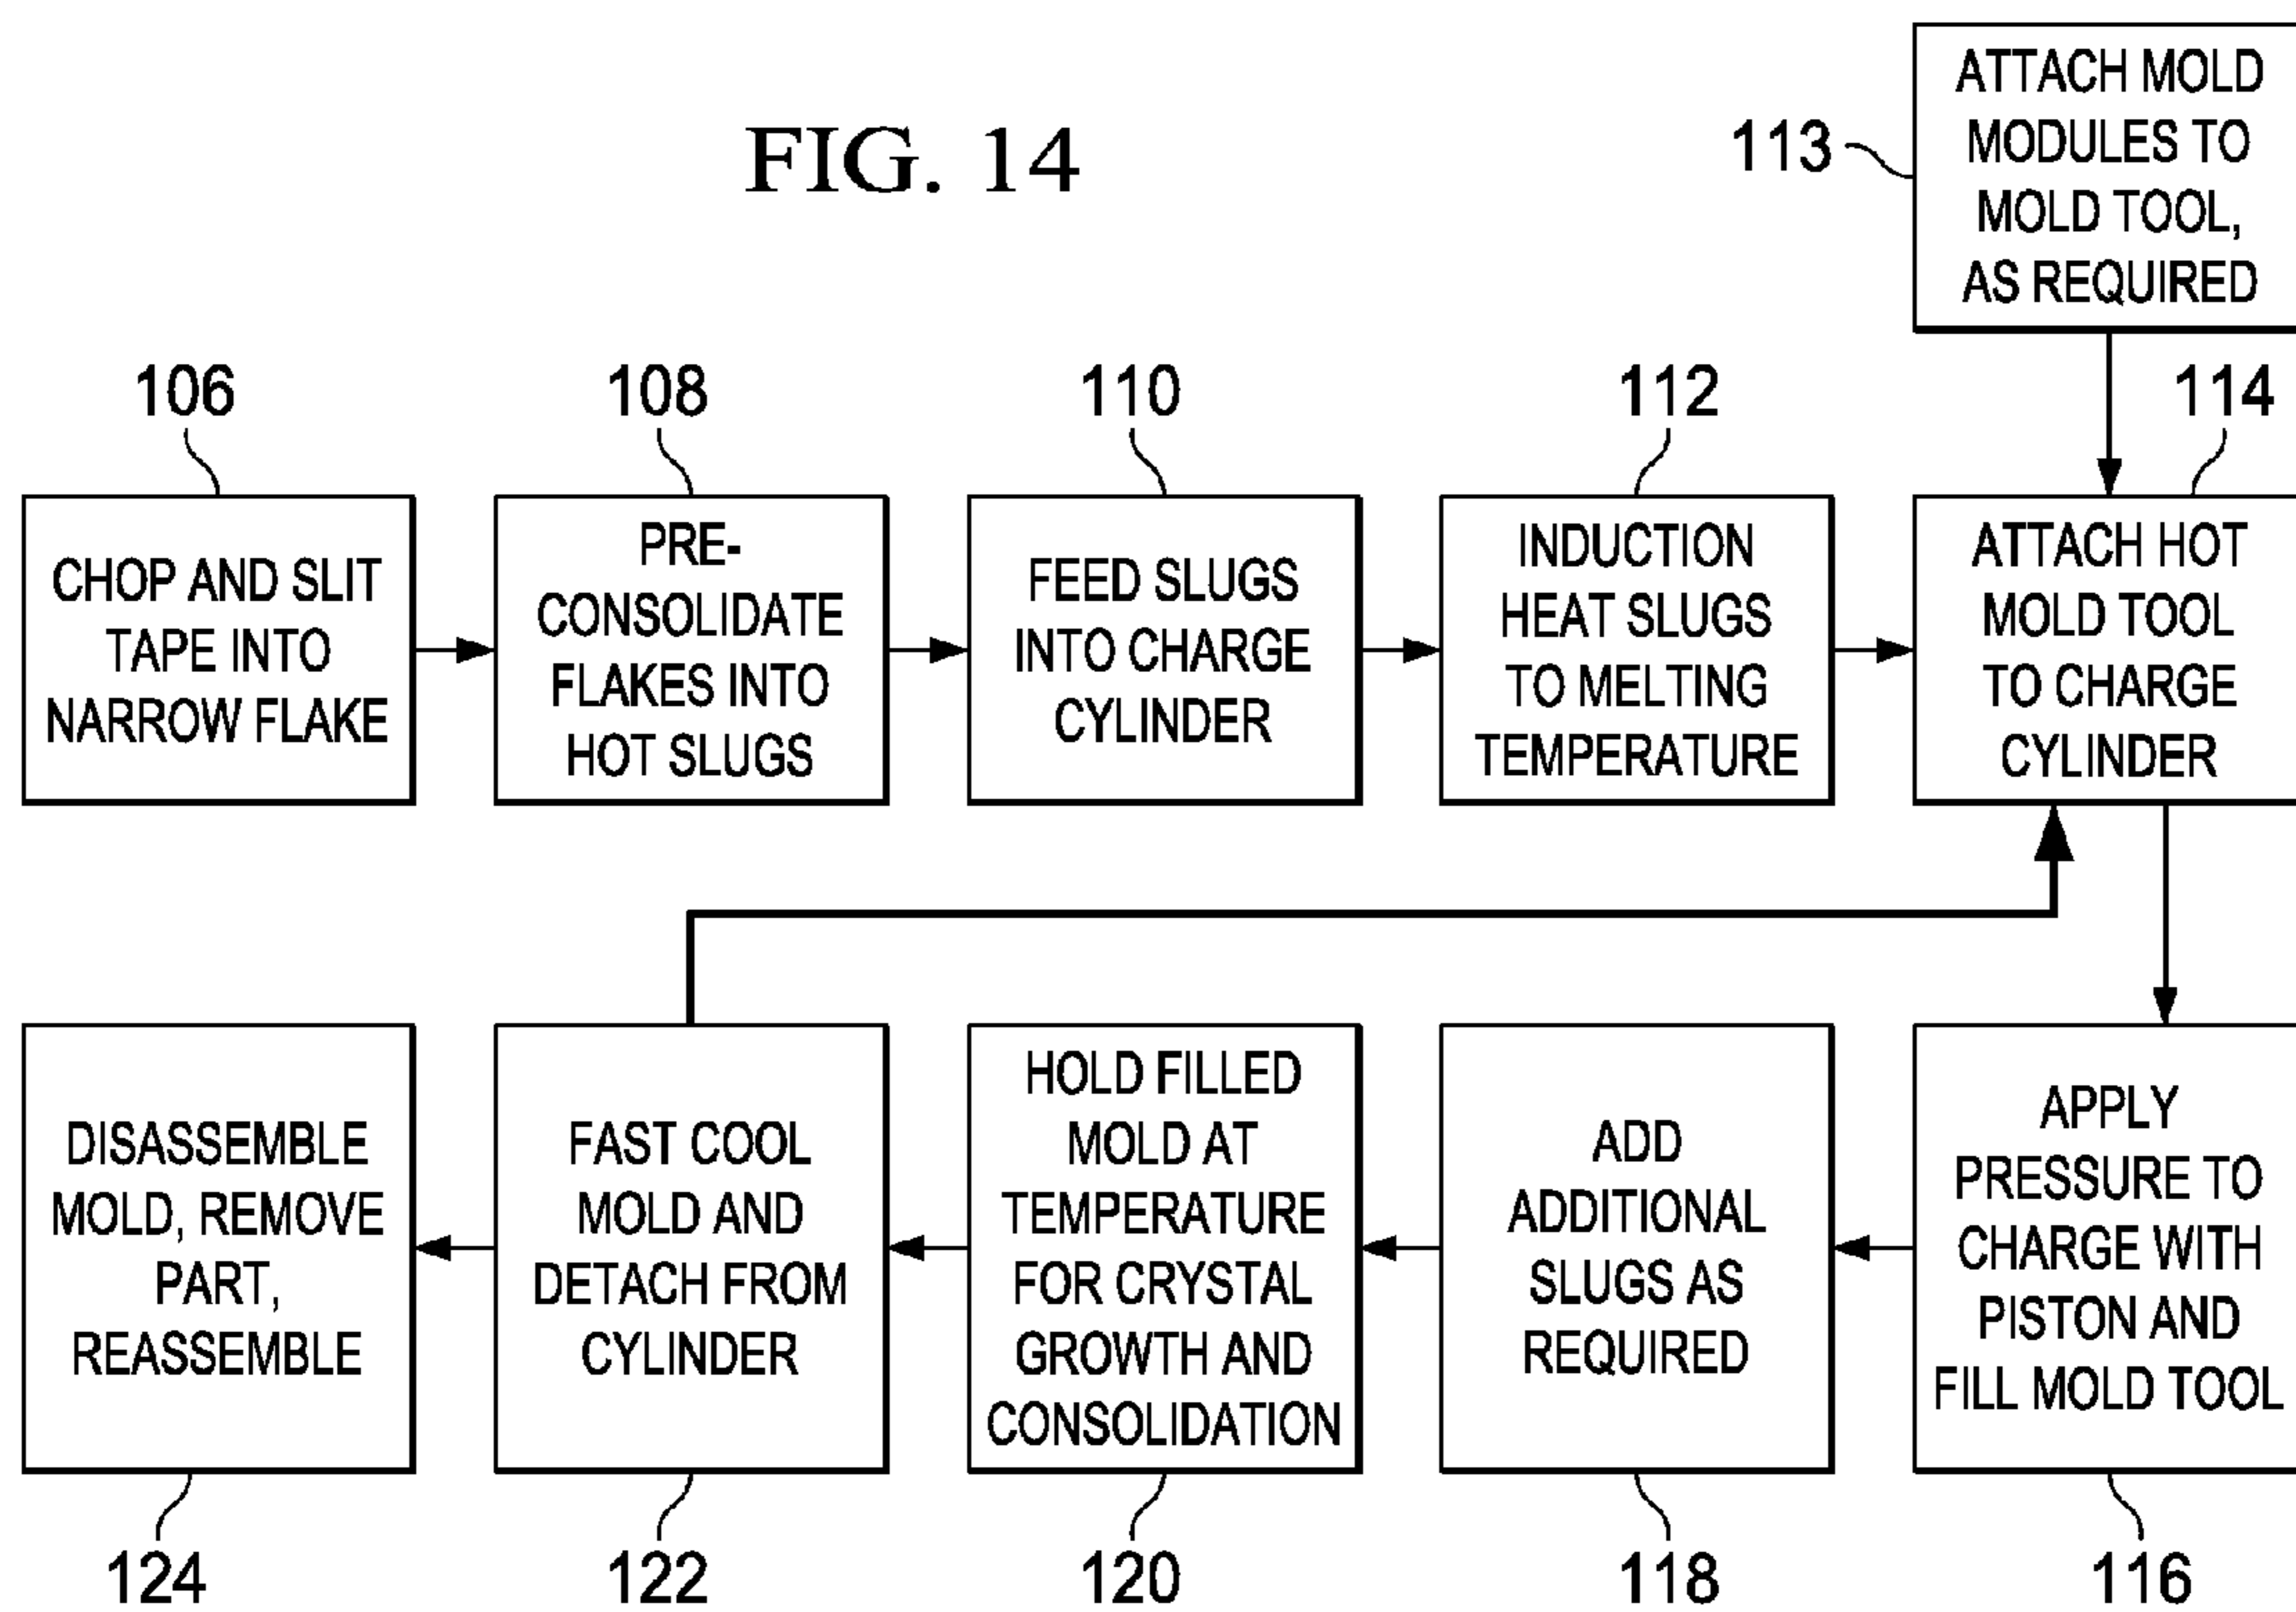 FIG. 14
113
ATTACH MOLD
MODULES TO
MOLD TOOL,
AS REQUIRED
106
CHOP AND SLIT
TAPE INTO
NARROW FLAKE
108
PRE-
CONSOLIDATE
FLAKES INTO
HOT SLUGS
110
FEED SLUGS
INTO CHARGE
CYLINDER
112
INDUCTION
HEAT SLUGS
TO MELTING
TEMPERATURE
114
ATTACH HOT
MOLD TOOL
TO CHARGE
CYLINDER
APPLY
PRESSURE TO
CHARGE WITH
PISTON AND
FILL MOLD TOOL
116
ADD
ADDITIONAL
SLUGS AS
REQUIRED
118
HOLD FILLED
MOLD AT
TEMPERATURE
FOR CRYSTAL
GROWTH AND
CONSOLIDATION
120
FAST COOL
MOLD AND
DETACH FROM
CYLINDER
122
DISASSEMBLE
MOLD, REMOVE
PART,
REASSEMBLE
124